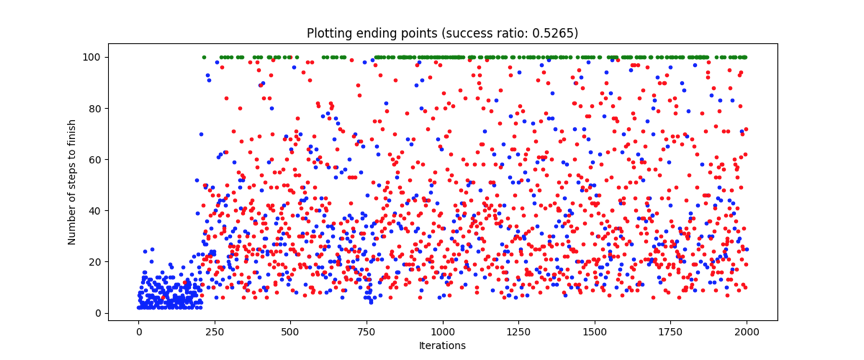 Plotting ending points (success ratio: 0.5265)
100
80
60
40
20
0
Number of steps to finish
0 250 500 750 1000 1250 1500 1750 2000
Iterations